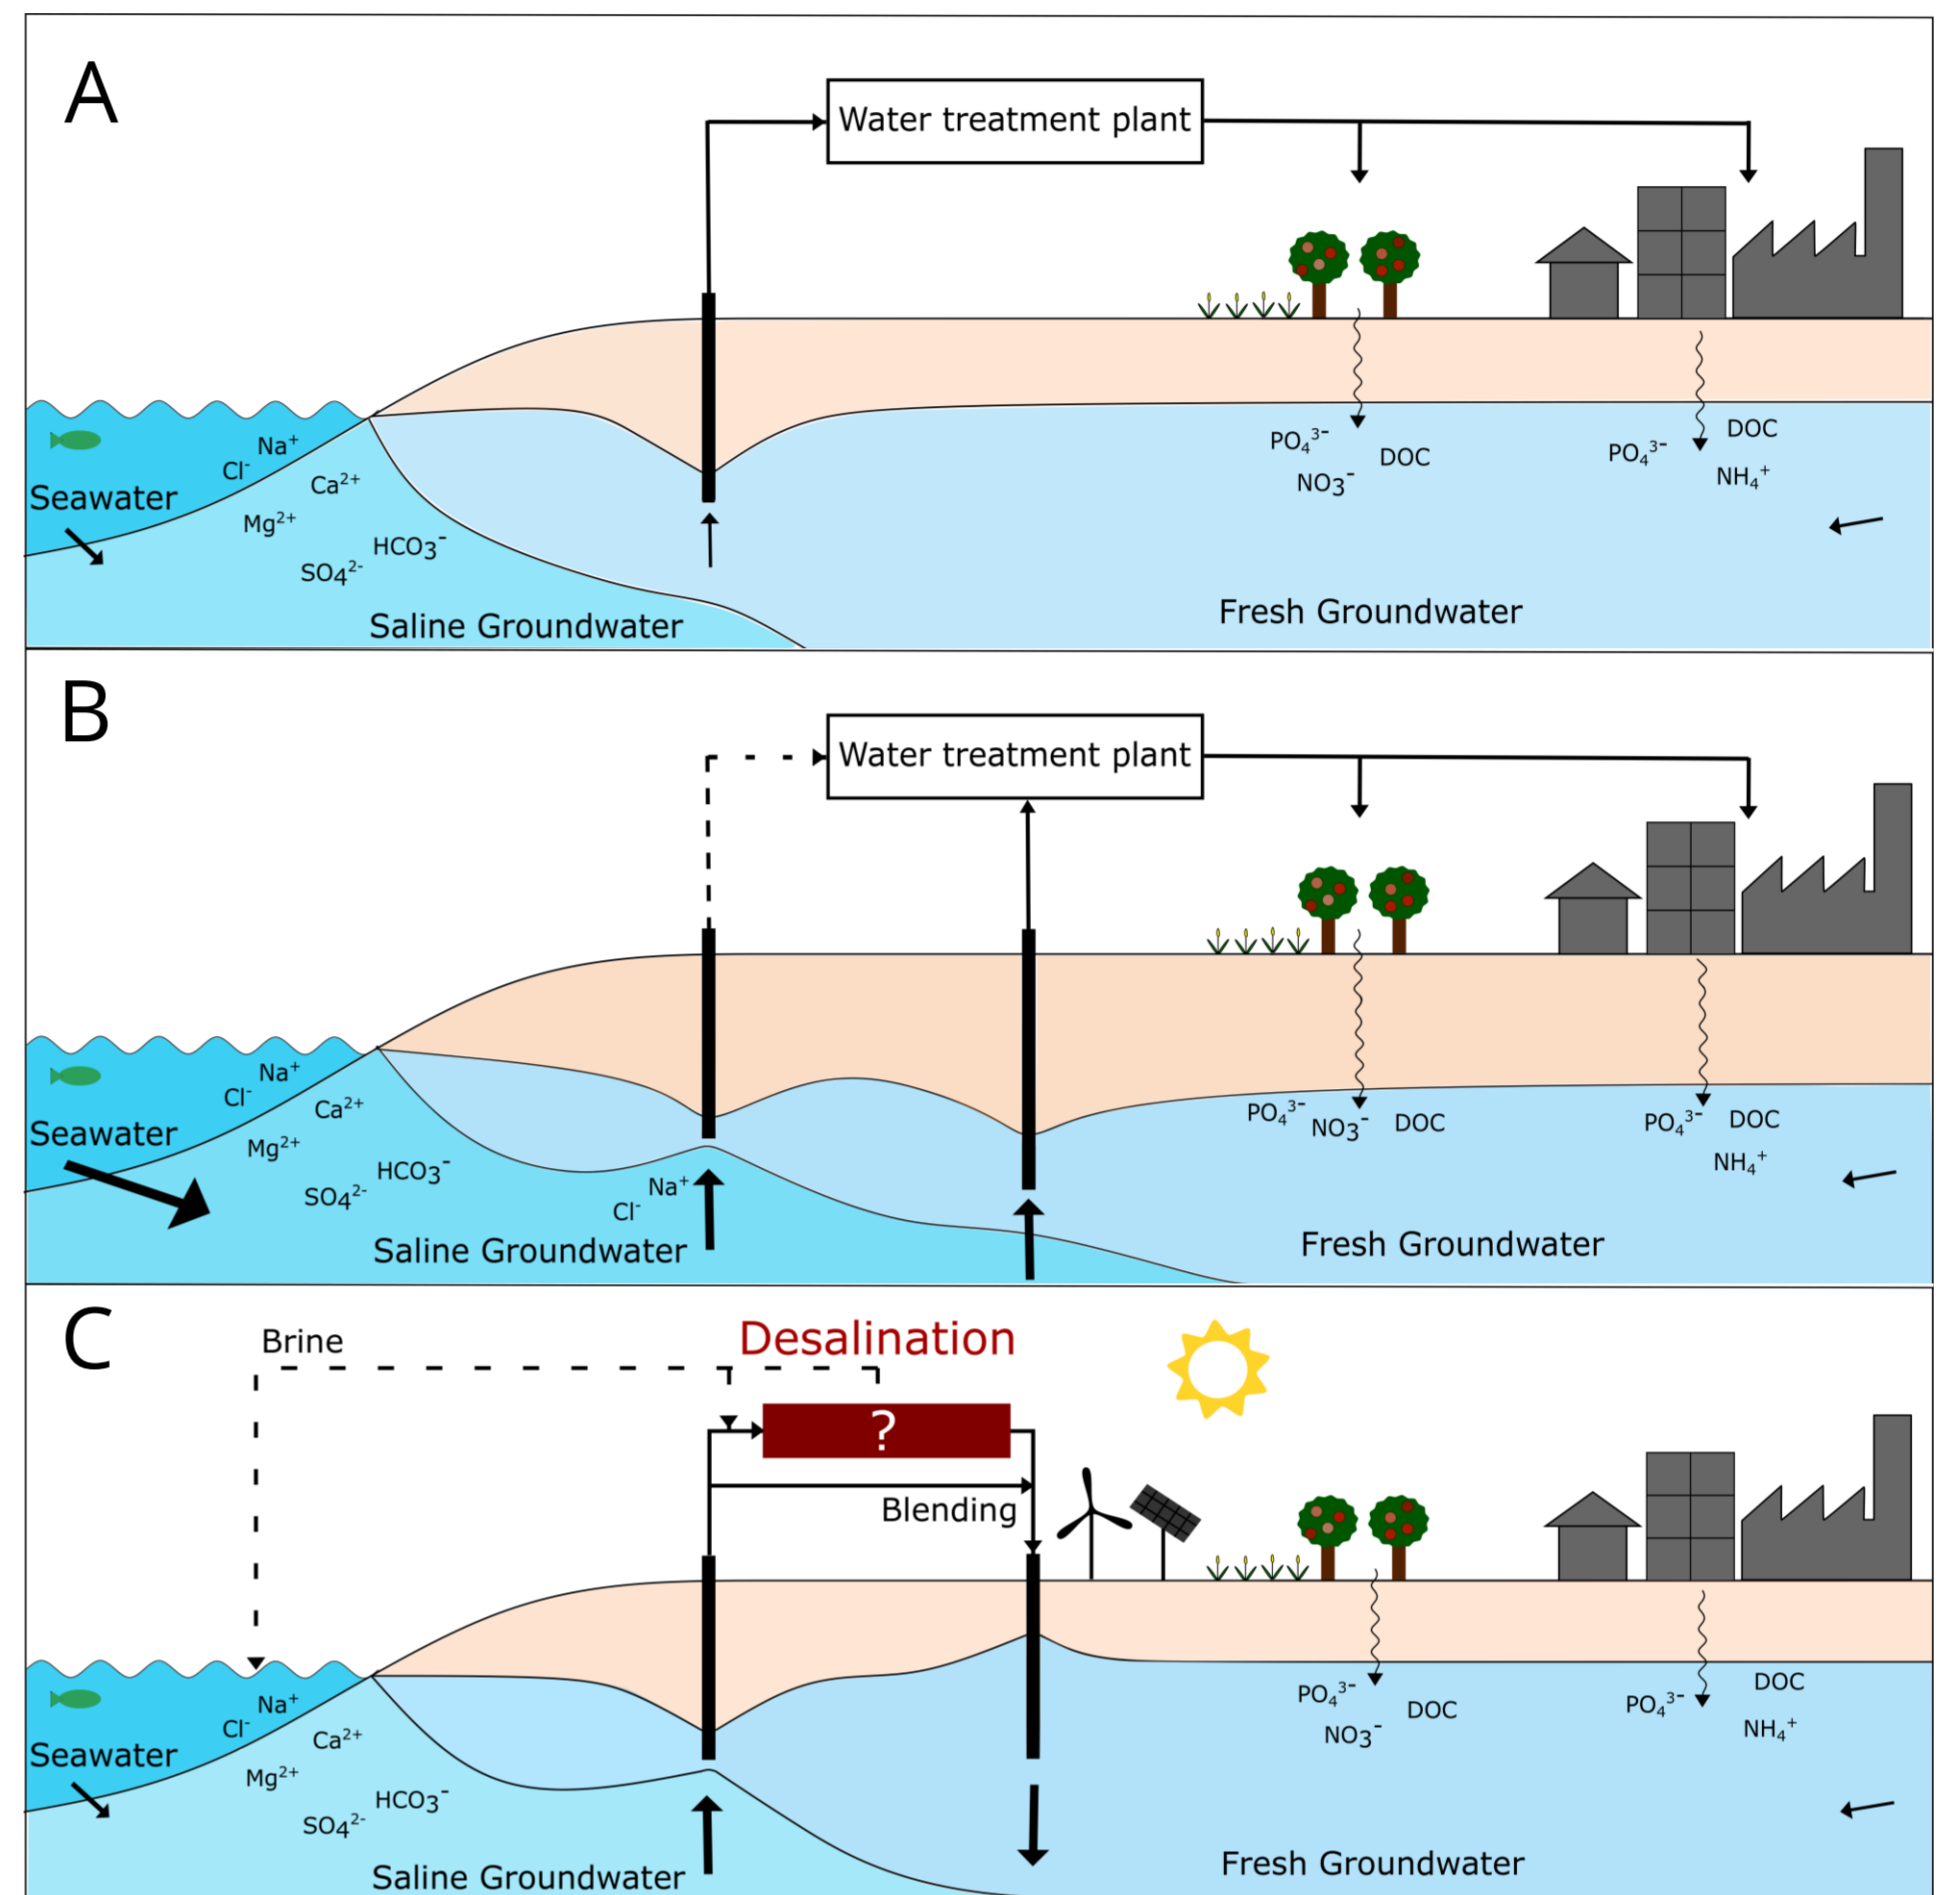 A
Water treatment plant
Na⁺
Cl⁻
Seawater
Ca²⁺
Mg²⁺
HCO₃⁻
SO₄²⁻
Saline Groundwater
PO₄³⁻
DOC
NO₃⁻
PO₄³⁻
DOC
NH₄⁺
Fresh Groundwater
B
Water treatment plant
Na⁺
Cl⁻
Seawater
Ca²⁺
Mg²⁺
HCO₃⁻
SO₄²⁻
Na⁺
Cl⁻
Saline Groundwater
PO₄³⁻
NO₃⁻
DOC
PO₄³⁻
DOC
NH₄⁺
Fresh Groundwater
C
Brine
Desalination
?
Blending
Na⁺
Cl⁻
Seawater
Ca²⁺
Mg²⁺
HCO₃⁻
SO₄²⁻
Saline Groundwater
PO₄³⁻
DOC
NO₃⁻
PO₄³⁻
DOC
NH₄⁺
Fresh Groundwater